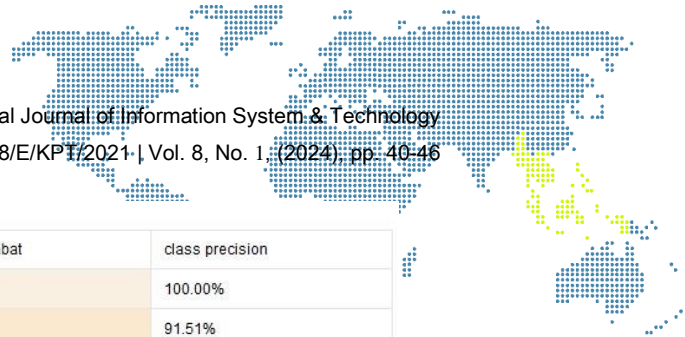 al Journal of Information System & Technology
8/E/KPT/2021 | Vol. 8, No. 1, (2024), pp. 40-46
bat class precision
100.00%
91.51%